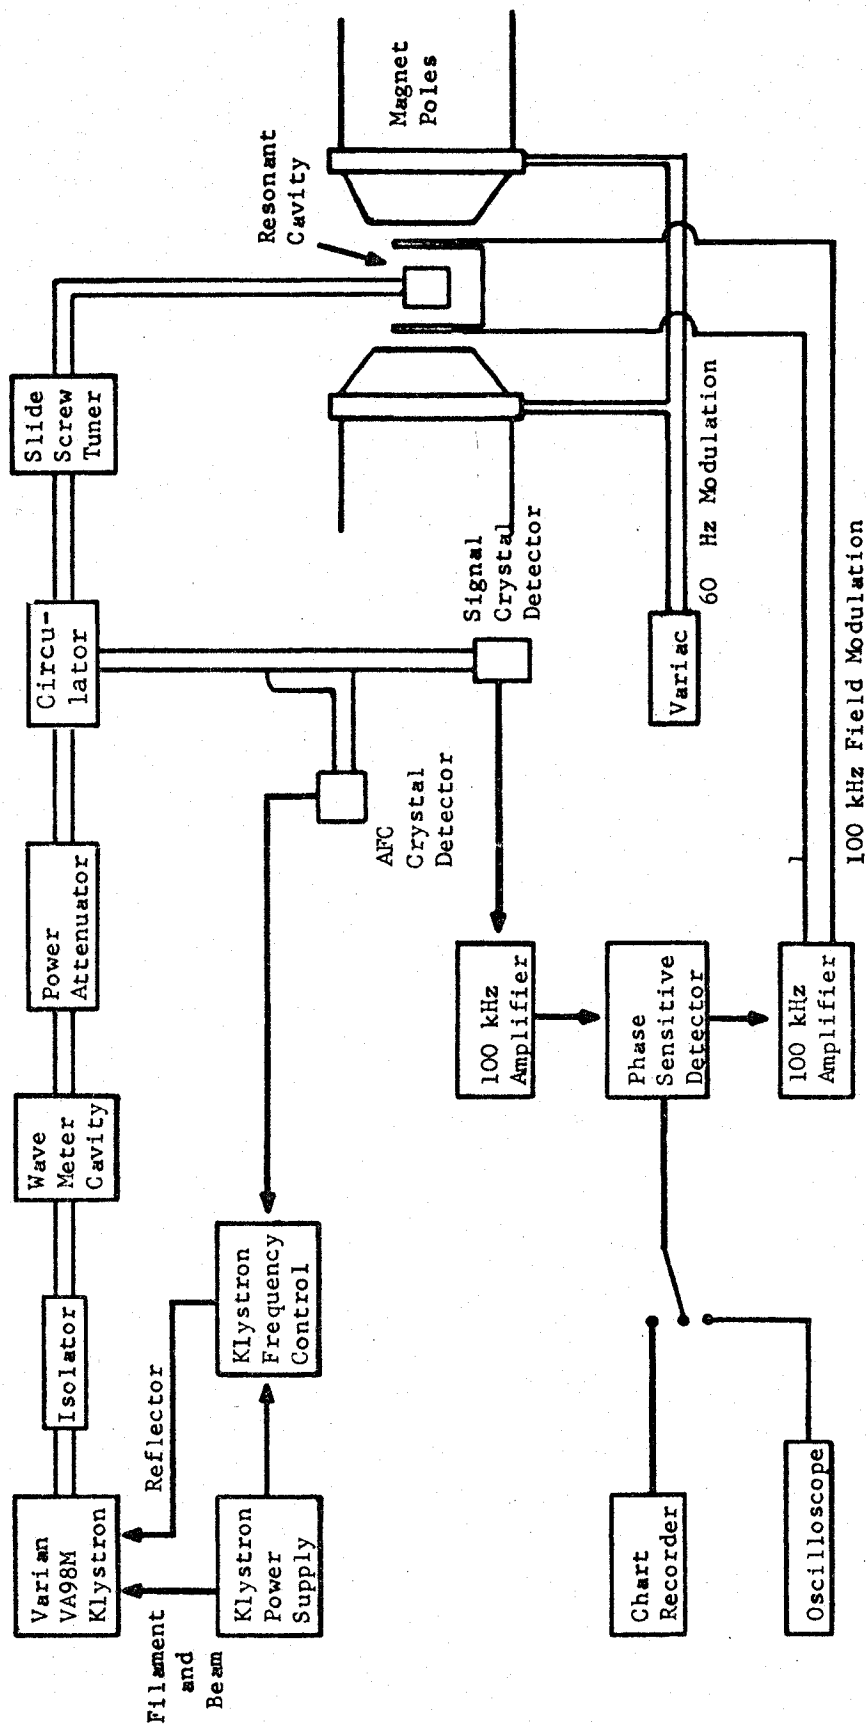 Varian
VA98M
Klystron
Isolator
Wave
Meter
Cavity
Power
Attenuator
Circu-
lator
Slide
Screw
Tuner
Filament
and
Beam
Reflector
Klystron
Power
Supply
Klystron
Frequency
Control
AFC
Crystal
Detector
Signal
Crystal
Detector
Resonant
Cavity
Magnet
Poles
100 kHz
Amplifier
Phase
Sensitive
Detector
100 kHz
Amplifier
Variac
60 Hz Modulation
100 kHz Field Modulation
Chart
Recorder
Oscilloscope